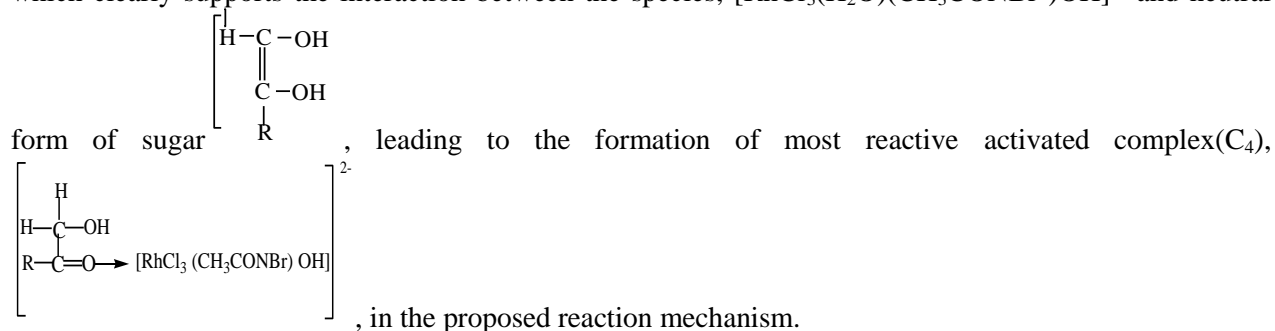 which clearly supports the interaction between the species, [RhCl₃(H₂O)(CH₃CONBr⁻)OH]²⁻ and neutral
H–C–OH
C–OH
R
form of sugar , leading to the formation of most reactive activated complex(C₄),
2-
H
H–C–OH
R–C=O→ [RhCl₃ (CH₃CONBr) OH]
, in the proposed reaction mechanism.